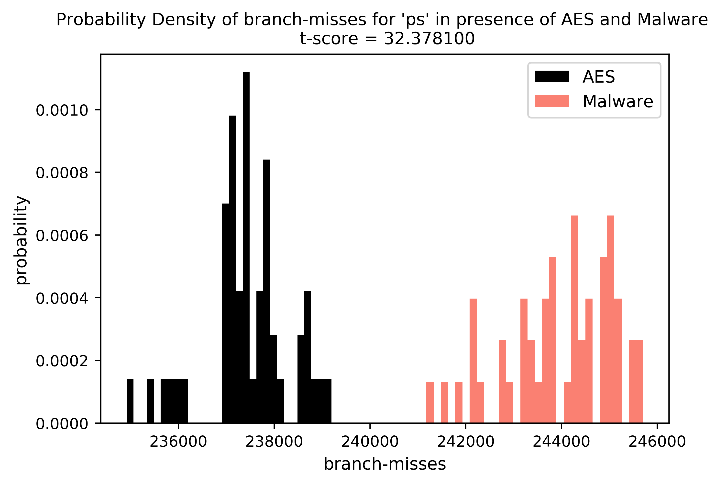 Probability Density of branch-misses for 'ps' in presence of AES and Malware
t-score = 32.378100
AES
Malware
0.0010
0.0008
0.0006
0.0004
0.0002
0.0000
probability
236000 238000 240000 242000 244000 246000
branch-misses